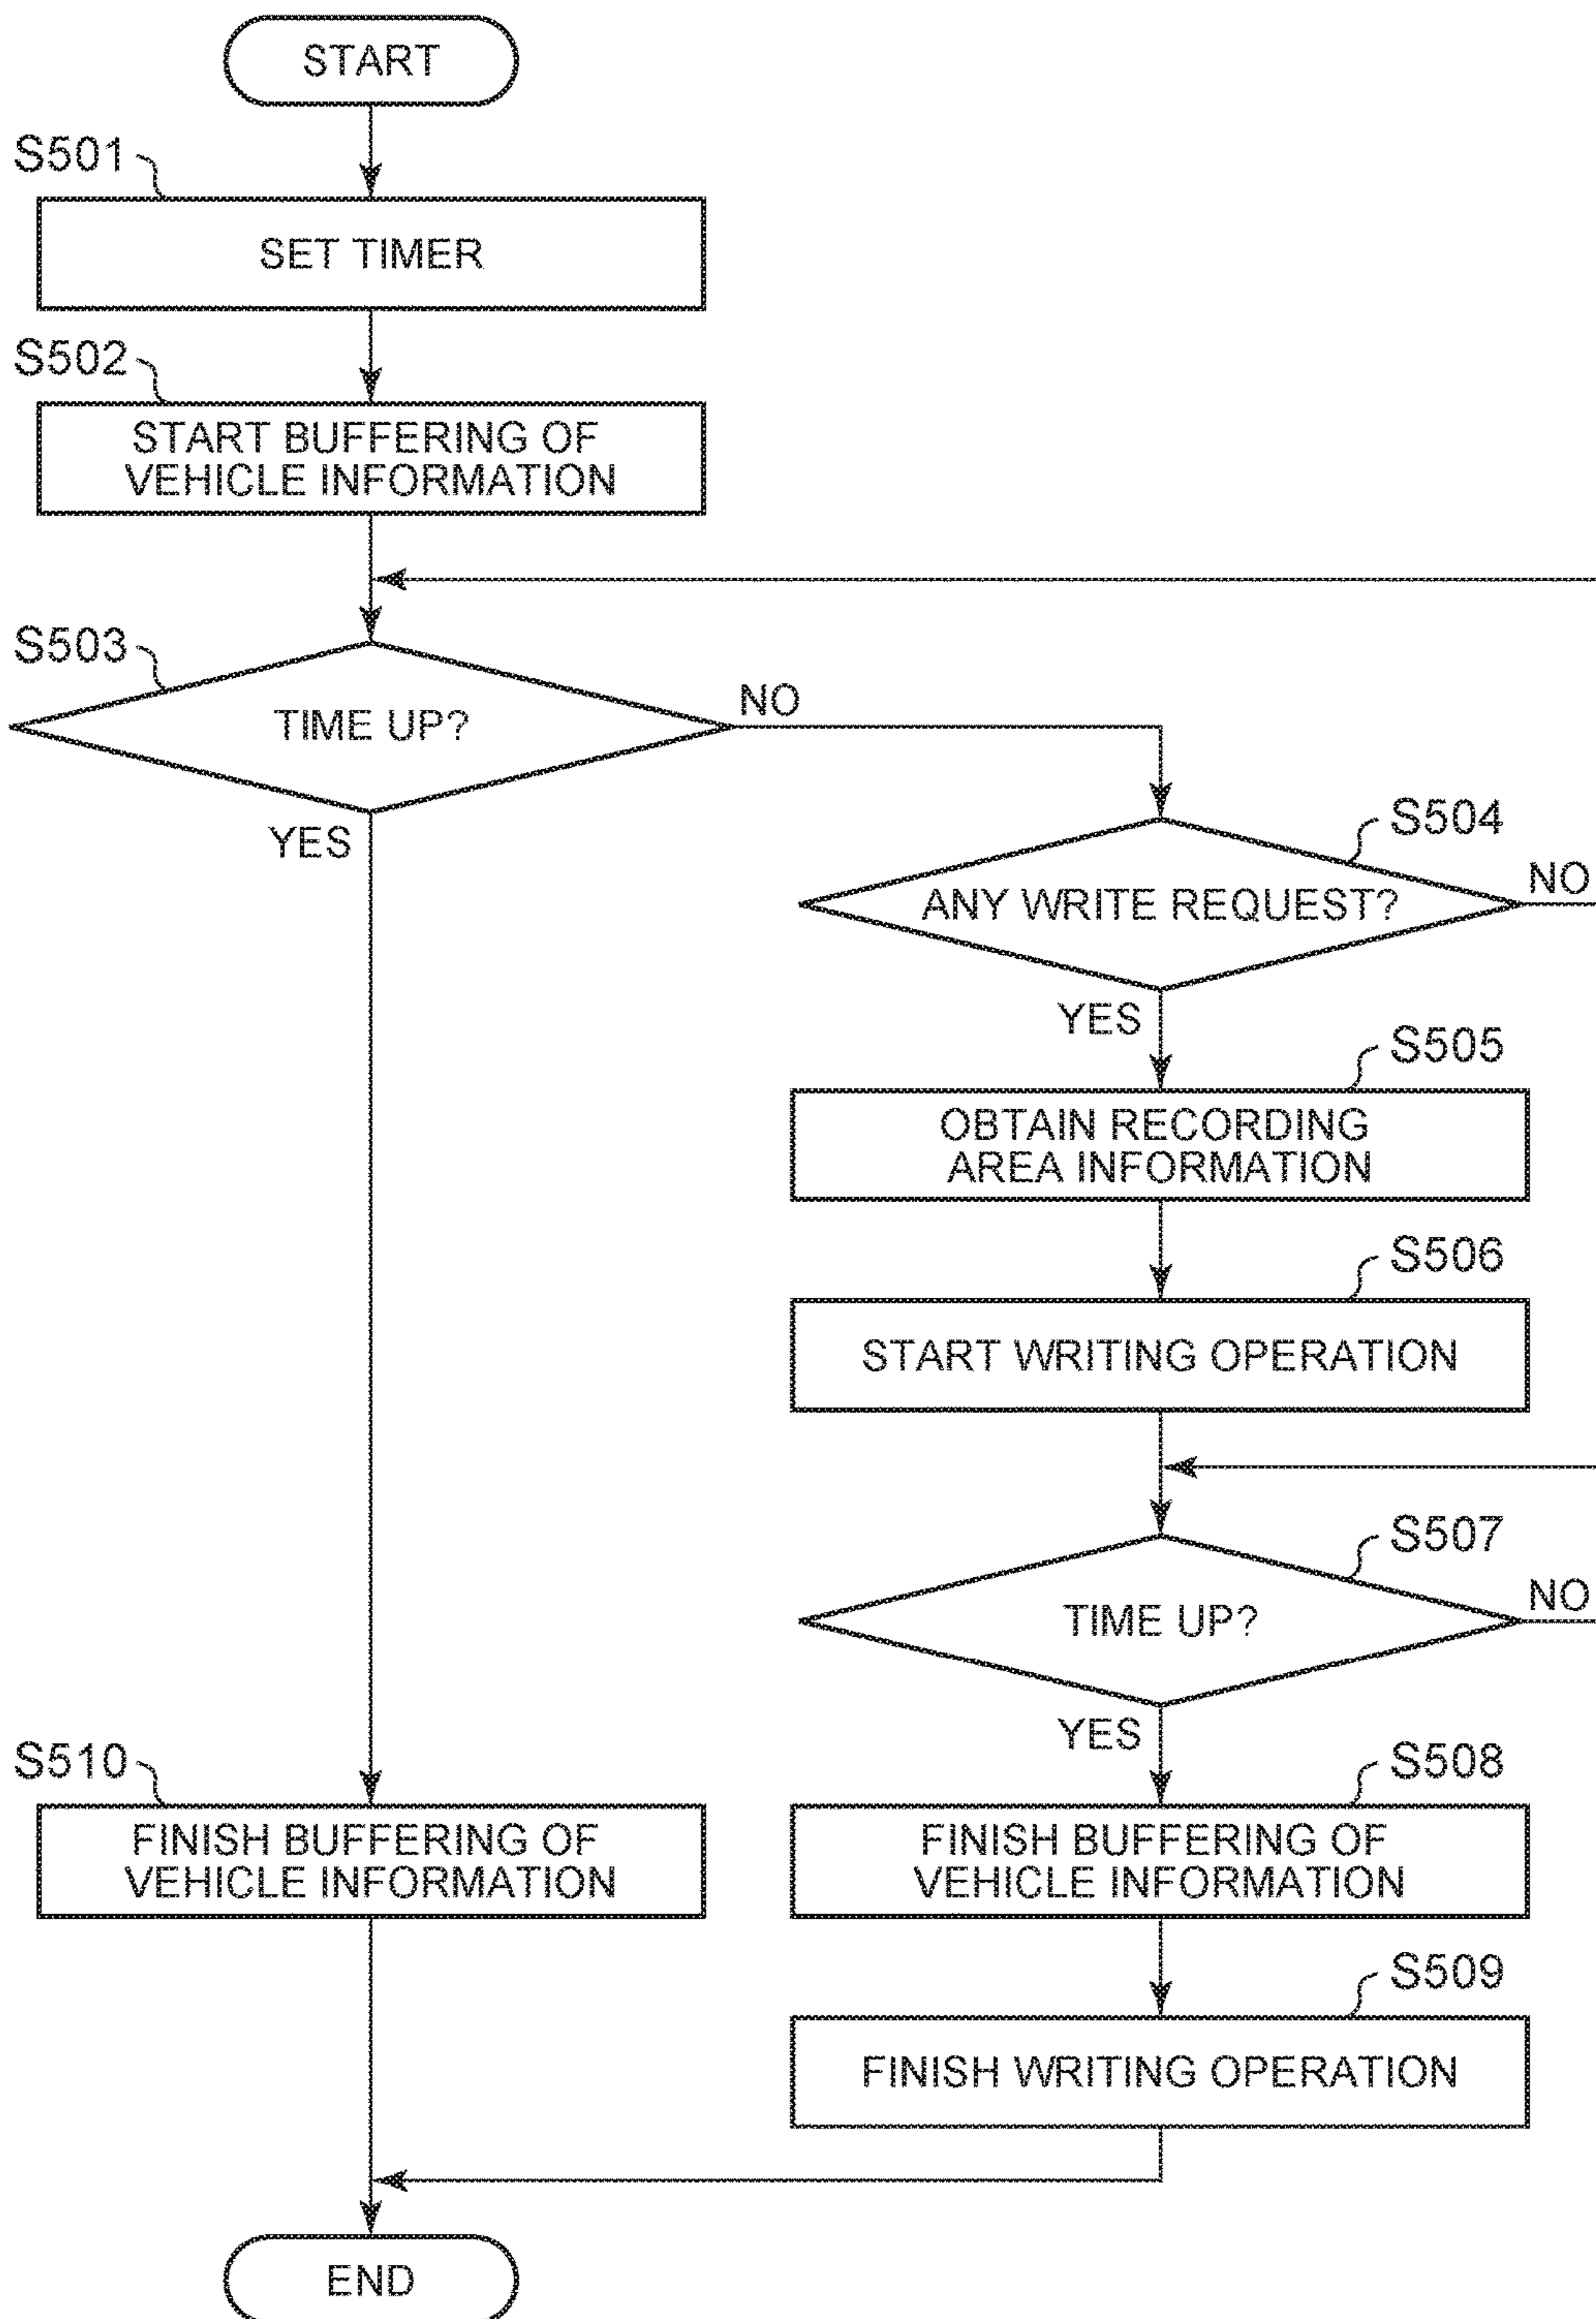 START
S501
SET TIMER
S502
START BUFFERING OF
VEHICLE INFORMATION
S503
TIME UP?
NO
YES
S504
ANY WRITE REQUEST?
NO
YES
S505
OBTAIN RECORDING
AREA INFORMATION
S506
START WRITING OPERATION
S507
TIME UP?
NO
YES
S510
FINISH BUFFERING OF
VEHICLE INFORMATION
S508
FINISH BUFFERING OF
VEHICLE INFORMATION
S509
FINISH WRITING OPERATION
END